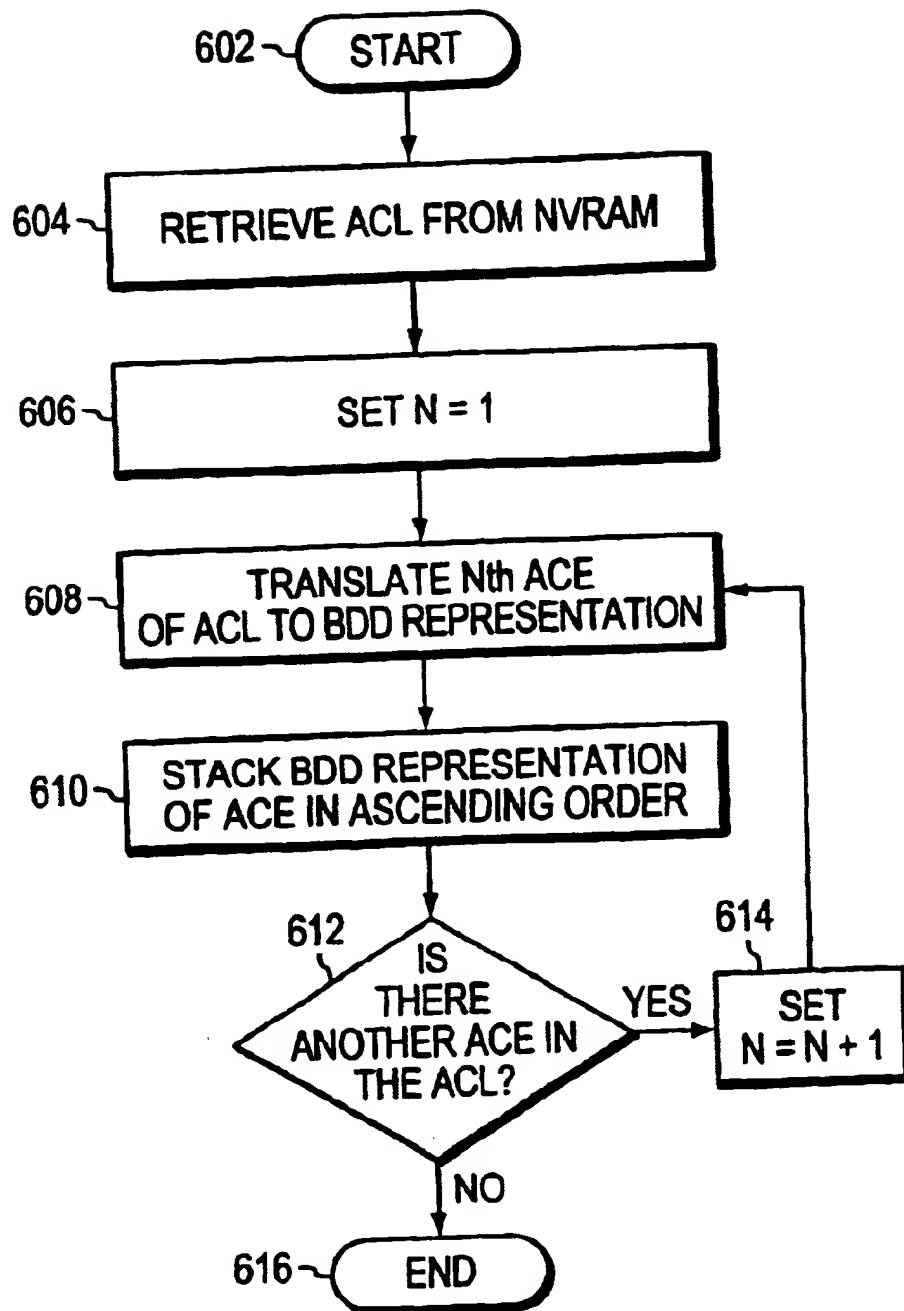 602
START
604
RETRIEVE ACL FROM NVRAM
606
SET N = 1
608
TRANSLATE Nth ACE
OF ACL TO BDD REPRESENTATION
610
STACK BDD REPRESENTATION
OF ACE IN ASCENDING ORDER
612
IS
THERE
ANOTHER ACE IN
THE ACL?
YES
614
SET
N = N + 1
NO
616
END